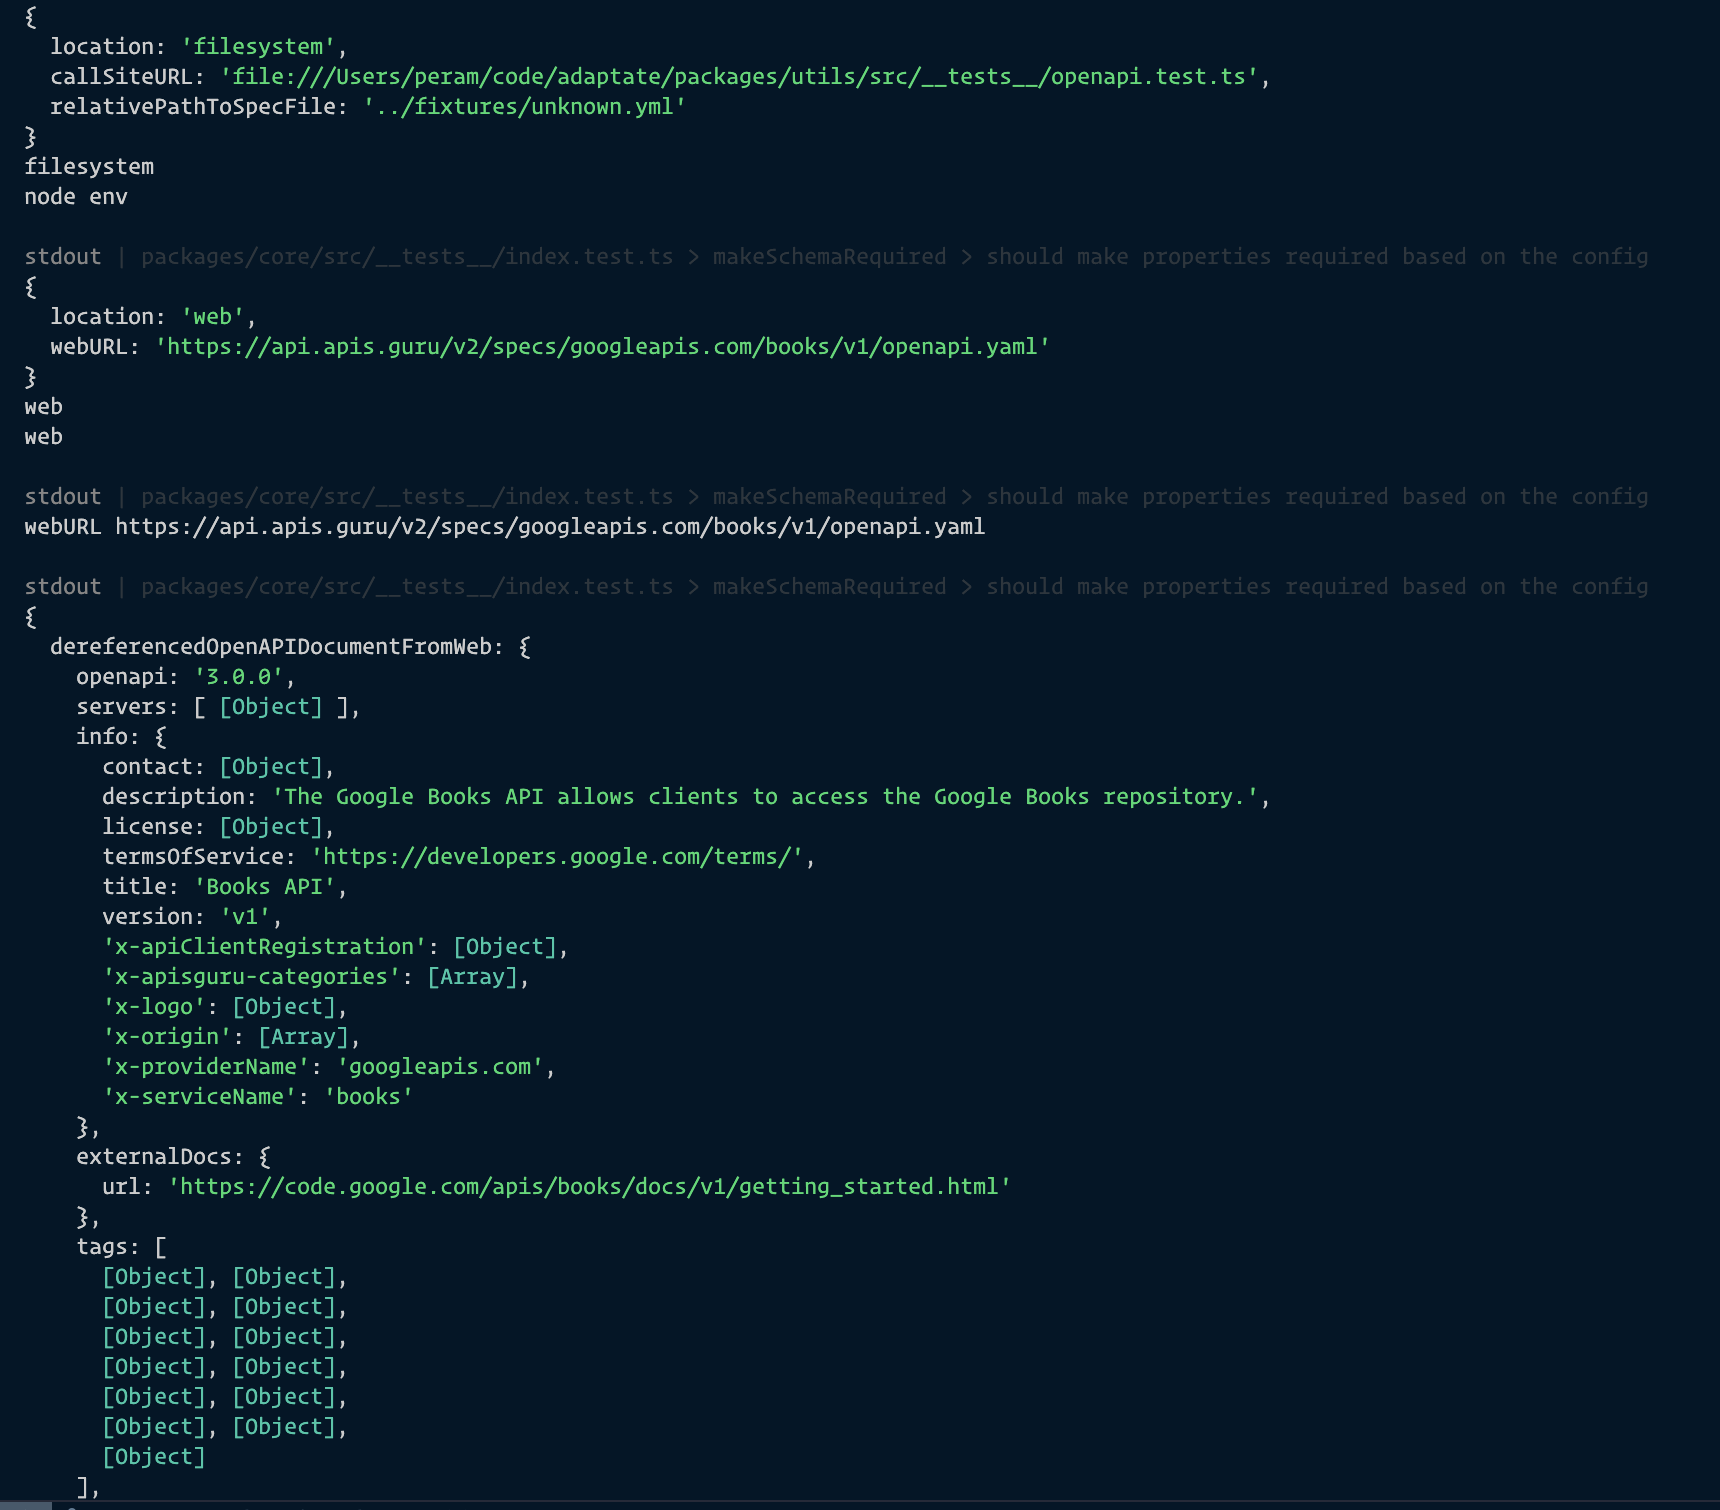 {
  location: 'filesystem',
  callSiteURL: 'file:///Users/peram/code/adaptate/packages/utils/src/__tests__/openapi.test.ts',
  relativePathToSpecFile: '../fixtures/unknown.yml'
}
filesystem
node env
stdout | packages/core/src/__tests__/index.test.ts > makeSchemaRequired > should make properties required based on the config
{
  location: 'web',
  webURL: 'https://api.apis.guru/v2/specs/googleapis.com/books/v1/openapi.yaml'
}
web
web
stdout | packages/core/src/__tests__/index.test.ts > makeSchemaRequired > should make properties required based on the config
webURL https://api.apis.guru/v2/specs/googleapis.com/books/v1/openapi.yaml
stdout | packages/core/src/__tests__/index.test.ts > makeSchemaRequired > should make properties required based on the config
{
  dereferencedOpenAPIDocumentFromWeb: {
    openapi: '3.0.0',
    servers: [ [Object] ],
    info: {
      contact: [Object],
      description: 'The Google Books API allows clients to access the Google Books repository.',
      license: [Object],
      termsOfService: 'https://developers.google.com/terms/',
      title: 'Books API',
      version: 'v1',
      'x-apiClientRegistration': [Object],
      'x-apisguru-categories': [Array],
      'x-logo': [Object],
      'x-origin': [Array],
      'x-providerName': 'googleapis.com',
      'x-serviceName': 'books'
    },
    externalDocs: {
      url: 'https://code.google.com/apis/books/docs/v1/getting_started.html'
    },
    tags: [
      [Object], [Object],
      [Object], [Object],
      [Object], [Object],
      [Object], [Object],
      [Object], [Object],
      [Object], [Object],
      [Object]
    ],